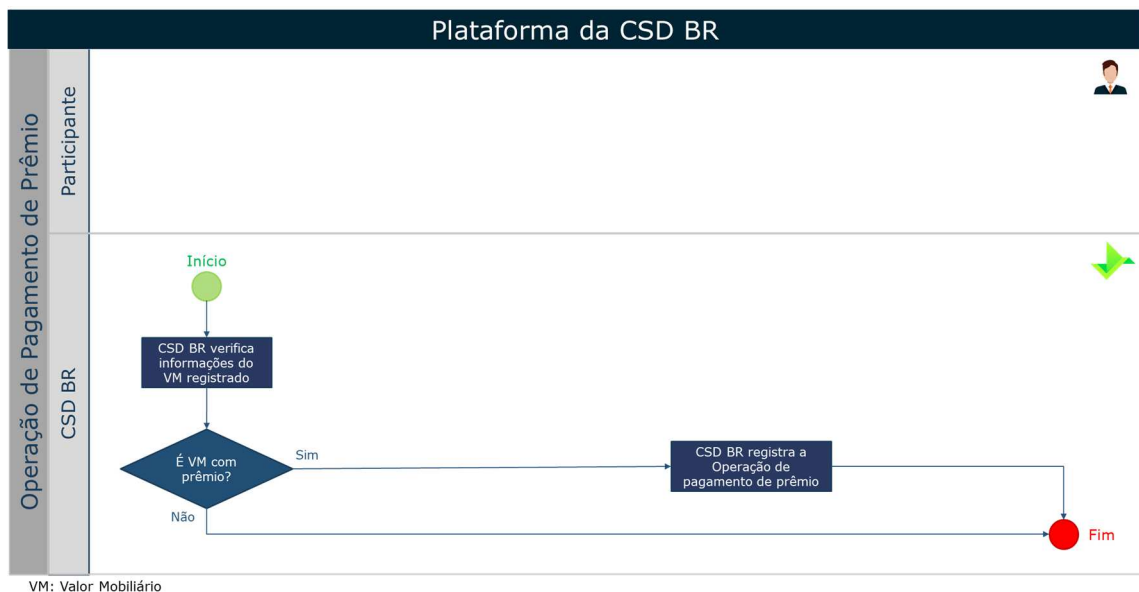 Plataforma da CSD BR
Operação de Pagamento de Prêmio
Participante
CSD BR
Início
CSD BR verifica
informações do
VM registrado
É VM com
prêmio?
Sim
Não
CSD BR registra a
Operação de
pagamento de prêmio
Fim
VM: Valor Mobiliário